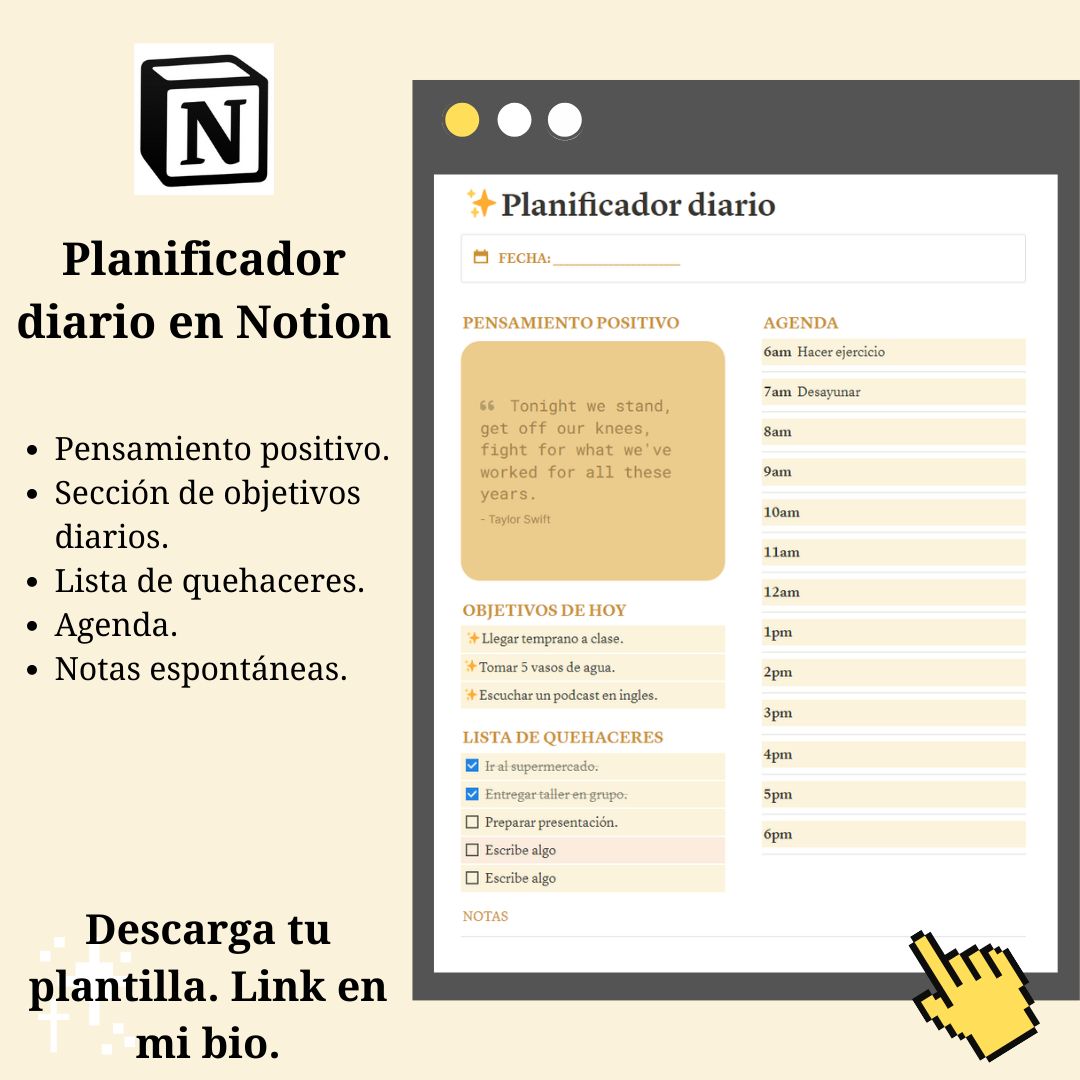 N
Planificador
diario en Notion
• Pensamiento positivo.
• Sección de objetivos
diarios.
• Lista de quehaceres.
• Agenda.
• Notas espontáneas.
Descarga tu
plantilla. Link en
mi bio.
✨Planificador diario
FECHA: ___________________
PENSAMIENTO POSITIVO
“ Tonight we stand,
get off our knees,
fight for what we've
worked for all these
years.
- Taylor Swift
OBJETIVOS DE HOY
✨Llegar temprano a clase.
✨Tomar 5 vasos de agua.
✨Escuchar un podcast en ingles.
LISTA DE QUEHACERES
Ir al supermercado.
Entregar taller en grupo.
Preparar presentación.
Escribe algo
Escribe algo
NOTAS
AGENDA
6am Hacer ejercicio
7am Desayunar
8am
9am
10am
11am
12am
1pm
2pm
3pm
4pm
5pm
6pm